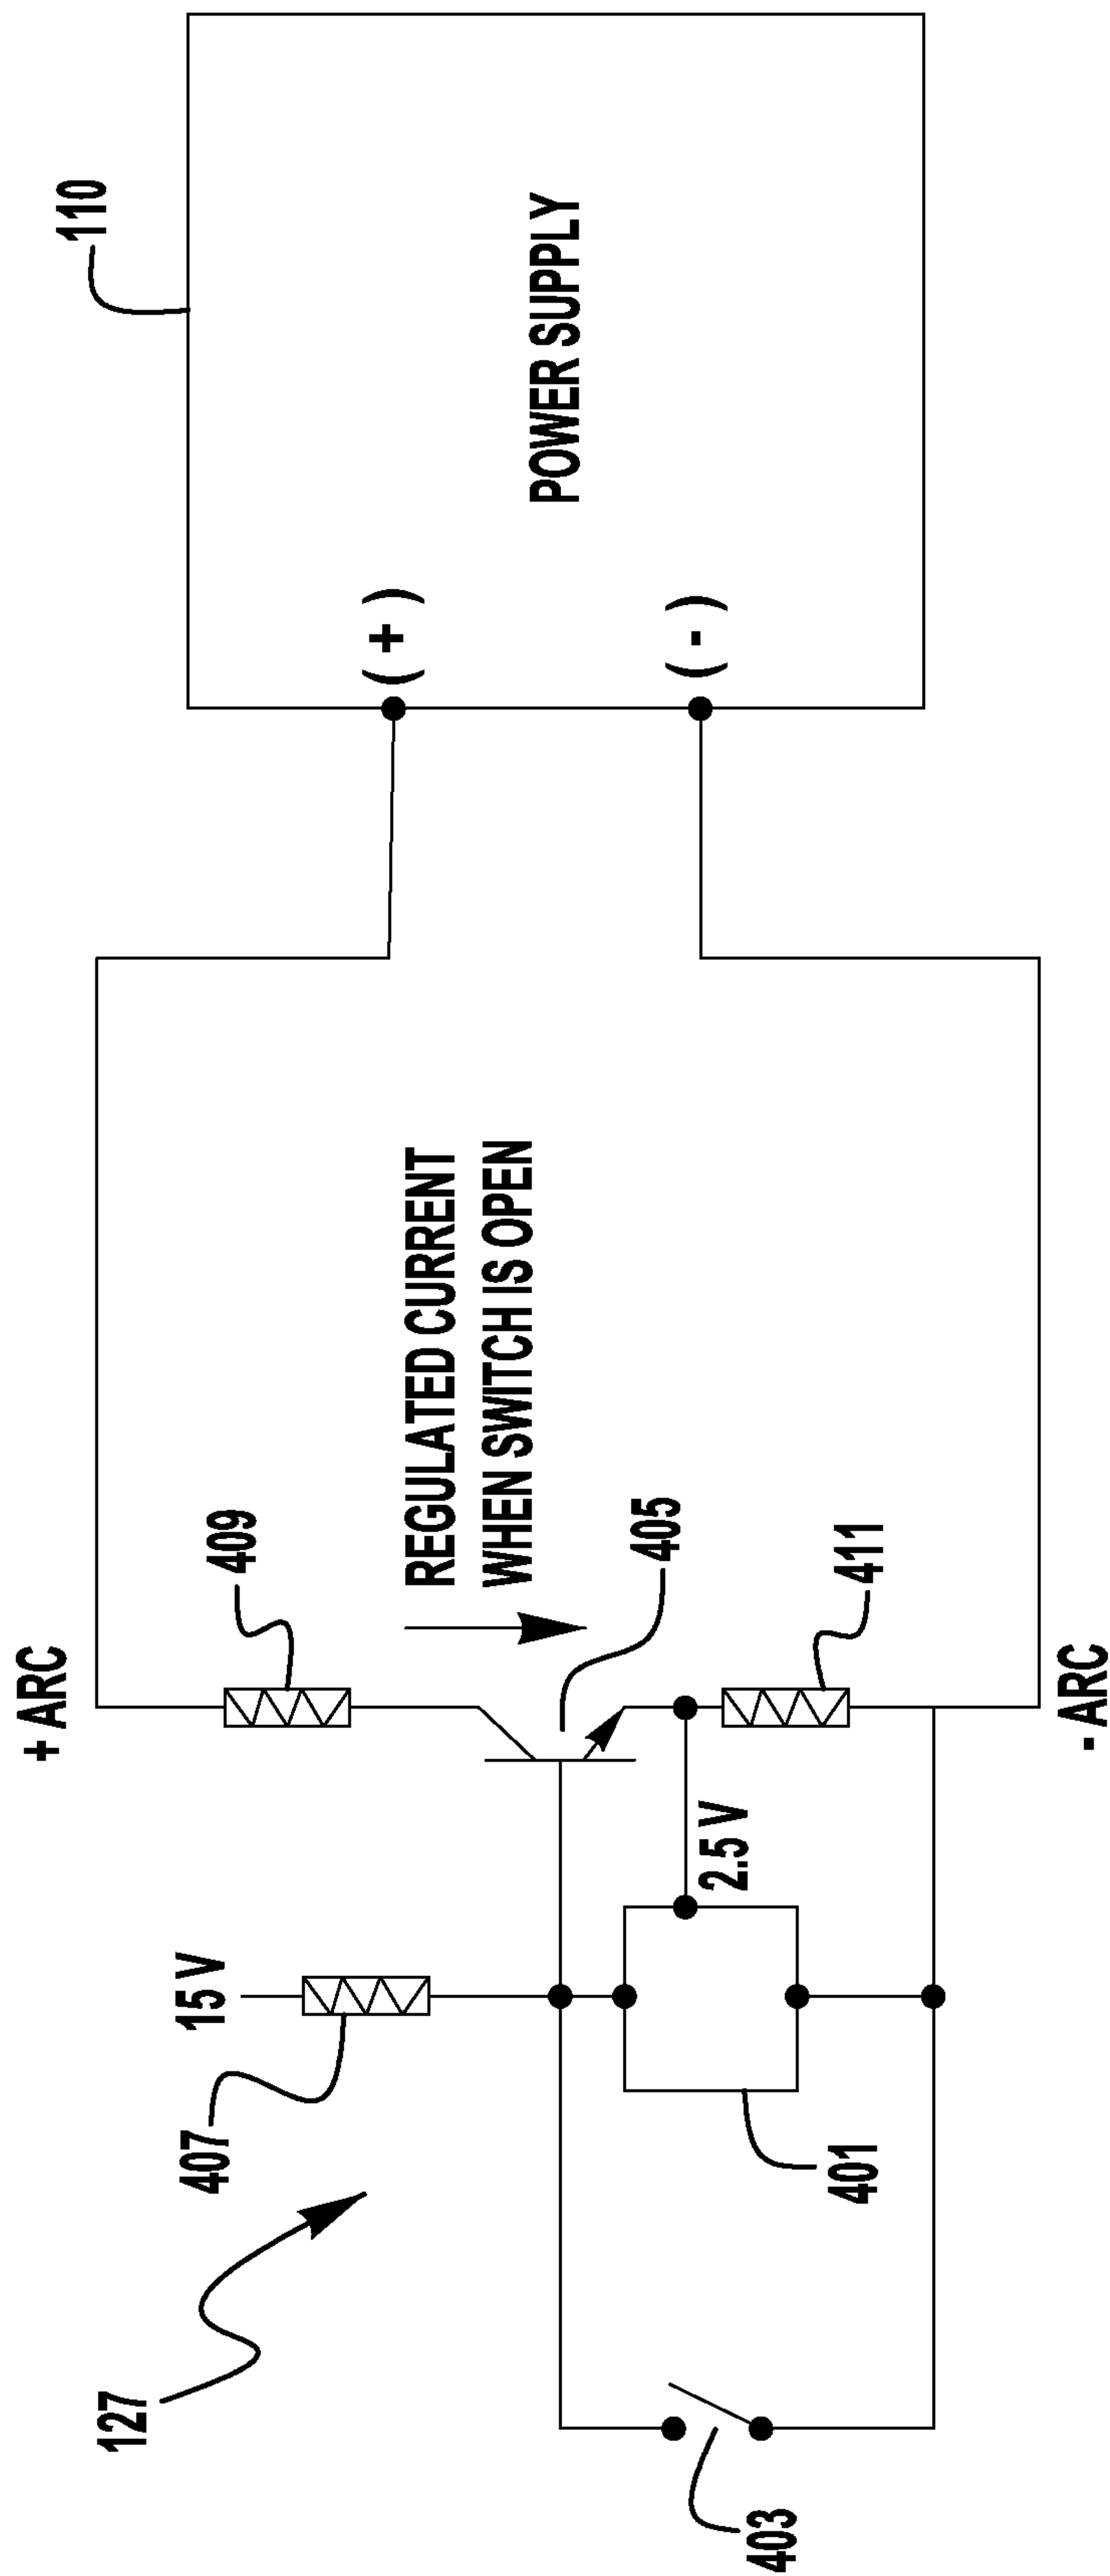 127
407
15 V
+ ARC
409
REGULATED CURRENT
WHEN SWITCH IS OPEN
405
2.5 V
411
401
403
- ARC
110
( + )
POWER SUPPLY
( - )